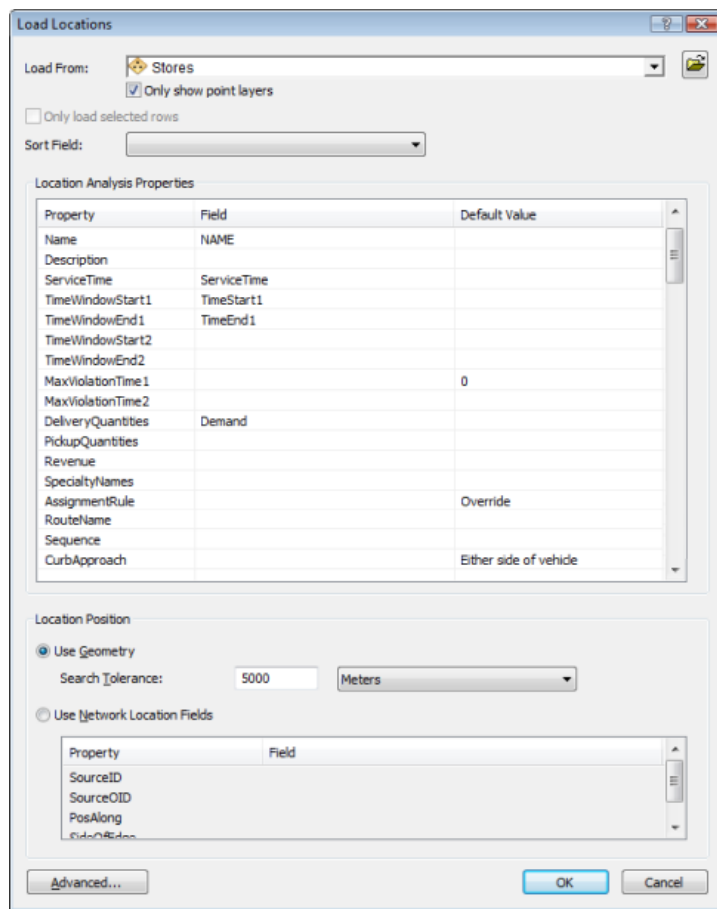 Load Locations
Load From: Stores
Only show point layers
Only load selected rows
Sort Field:
Location Analysis Properties
Property Field Default Value
Name NAME
Description
ServiceTime ServiceTime
TimeWindowStart1 TimeStart1
TimeWindowEnd1 TimeEnd1
TimeWindowStart2
TimeWindowEnd2
MaxViolationTime1 0
MaxViolationTime2
DeliveryQuantities Demand
PickupQuantities
Revenue
SpecialtyNames
AssignmentRule Override
RouteName
Sequence
CurbApproach Either side of vehicle
Location Position
Use Geometry
Search Tolerance: 5000 Meters
Use Network Location Fields
Property Field
SourceID
SourceOID
PosAlong
SideOfEdge
Advanced... OK Cancel